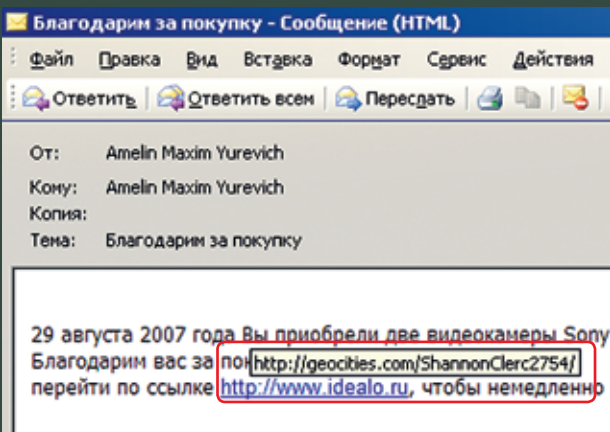 Благодарим за покупку - Сообщение (HTML)
Файл Правка Вид Вставка Формат Сервис Действия
Ответить Ответить всем Переслать
От: Amelin Maxim Yurevich
Кому: Amelin Maxim Yurevich
Копия:
Тема: Благодарим за покупку
29 августа 2007 года Вы приобрели две видеокамеры Sony
Благодарим вас за пок http://geocities.com/ShannonClerc2754/
перейти по ссылке http://www.idealo.ru, чтобы немедленно